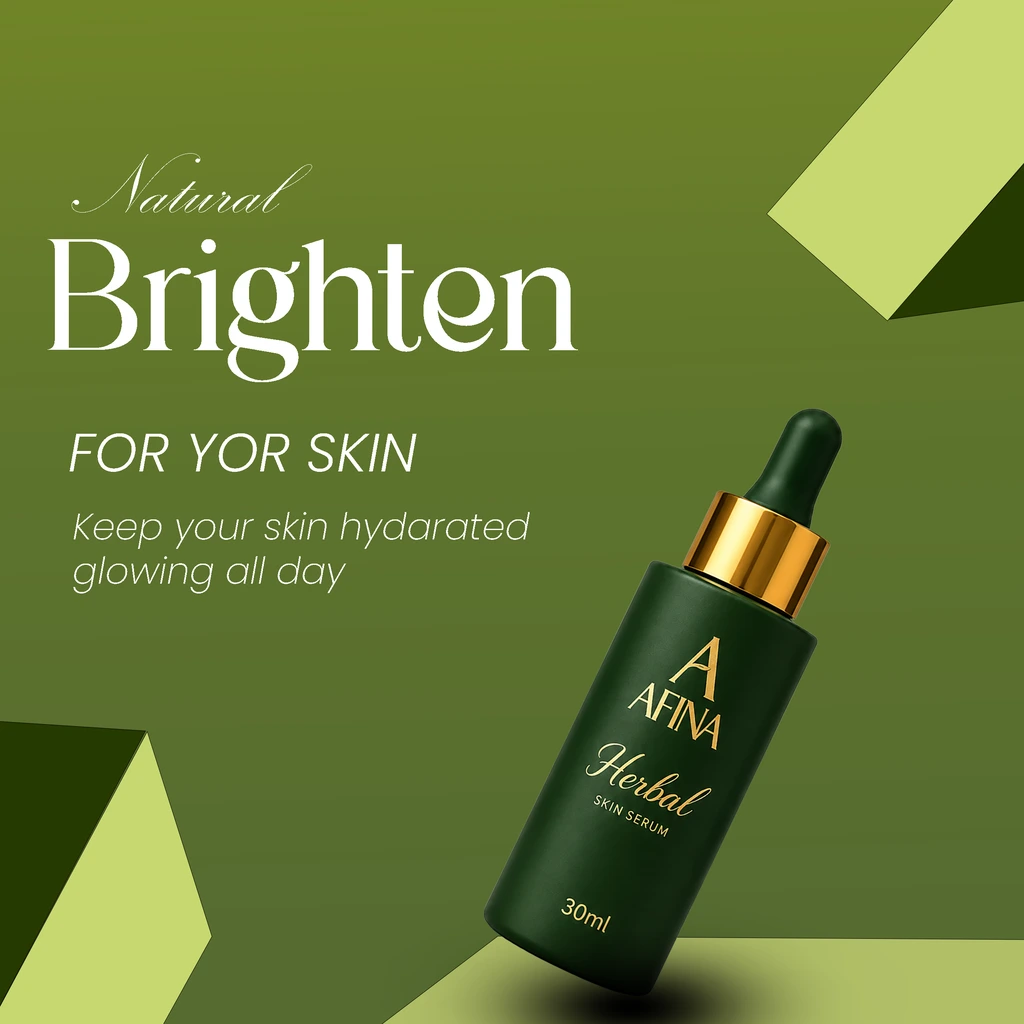 Natural
Brighten
FOR YOR SKIN
Keep your skin hydarated
glowing all day
A
AFINA
Herbal
SKIN SERUM
30ml